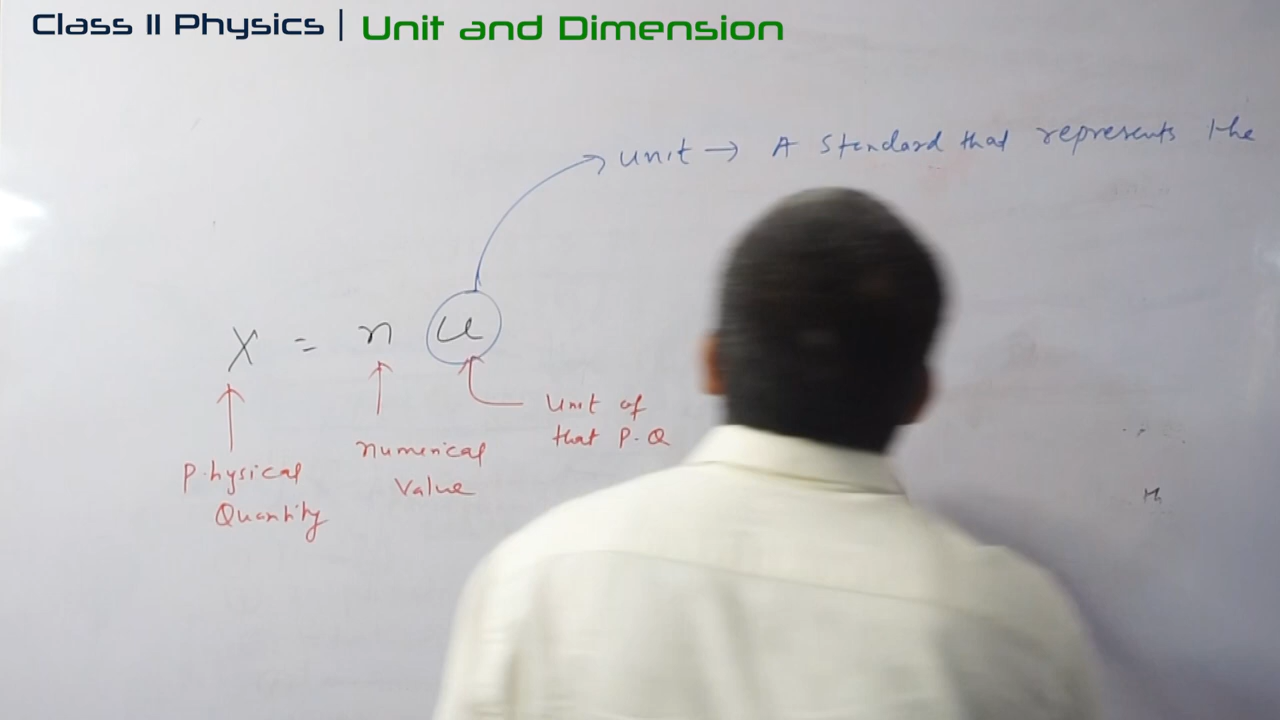 Class 11 Physics | Unit and Dimension
unit → A standard that represents the
X = n u
Unit of
that P.Q
numerical
Value
Physical
Quantity